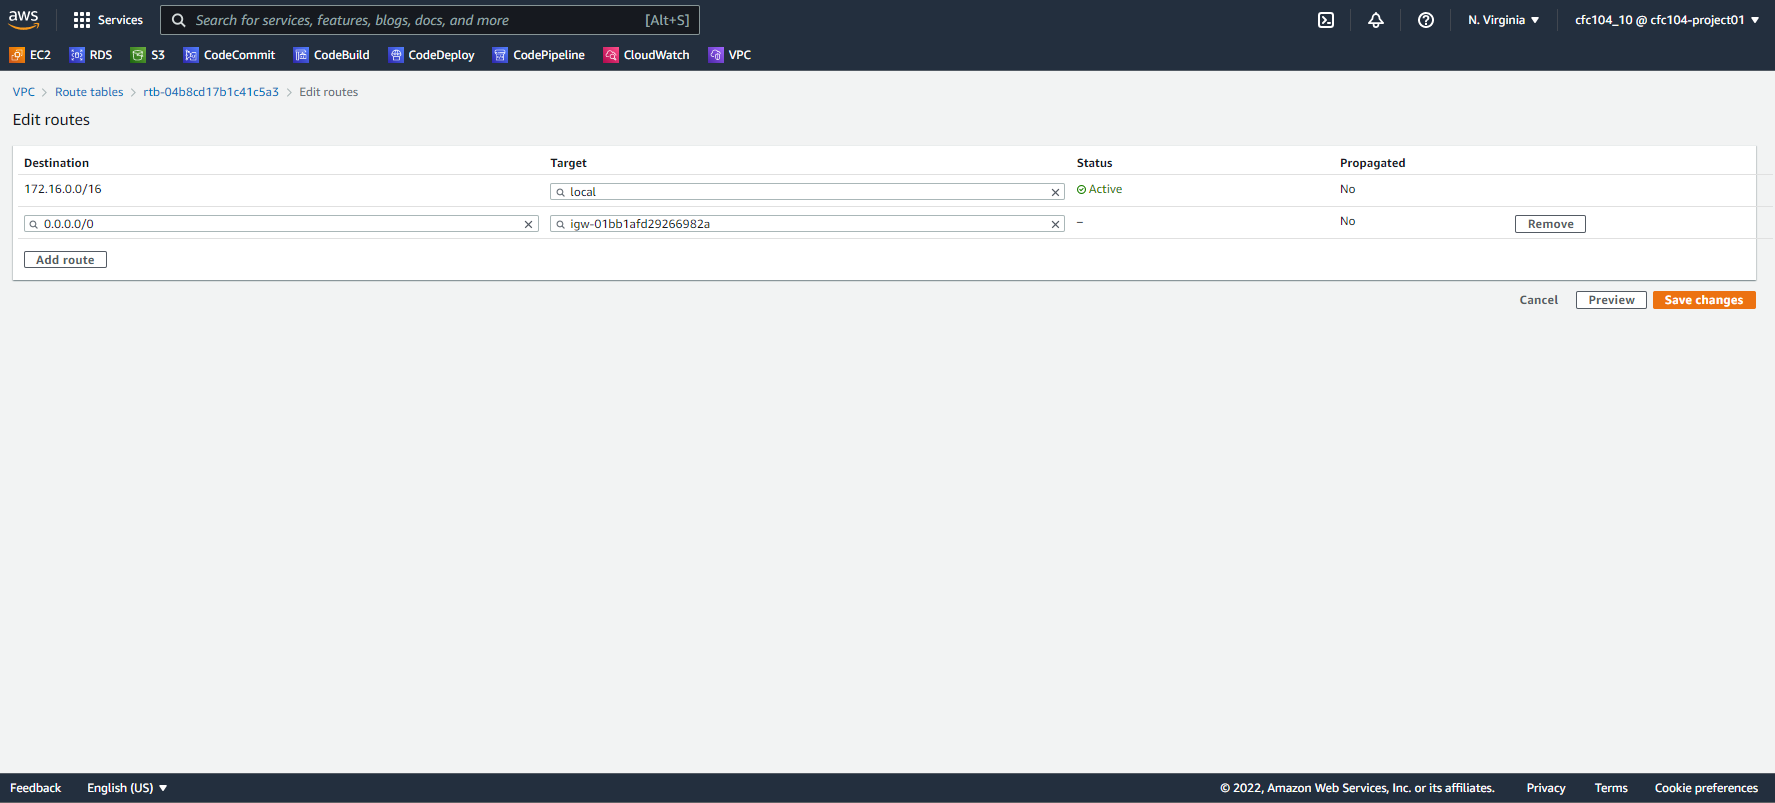 aws Services Search for services, features, blogs, docs, and more [Alt+S] N. Virginia cfc104_10 @ cfc104-project01
EC2 RDS S3 CodeCommit CodeBuild CodeDeploy CodePipeline CloudWatch VPC
VPC > Route tables > rtb-04b8cd17b1c41c5a3 > Edit routes
Edit routes
Destination Target Status Propagated
172.16.0.0/16 local Active No
0.0.0.0/0 igw-01bb1afd29266982a – No Remove
Add route
Cancel Preview Save changes
Feedback English (US) © 2022, Amazon Web Services, Inc. or its affiliates. Privacy Terms Cookie preferences